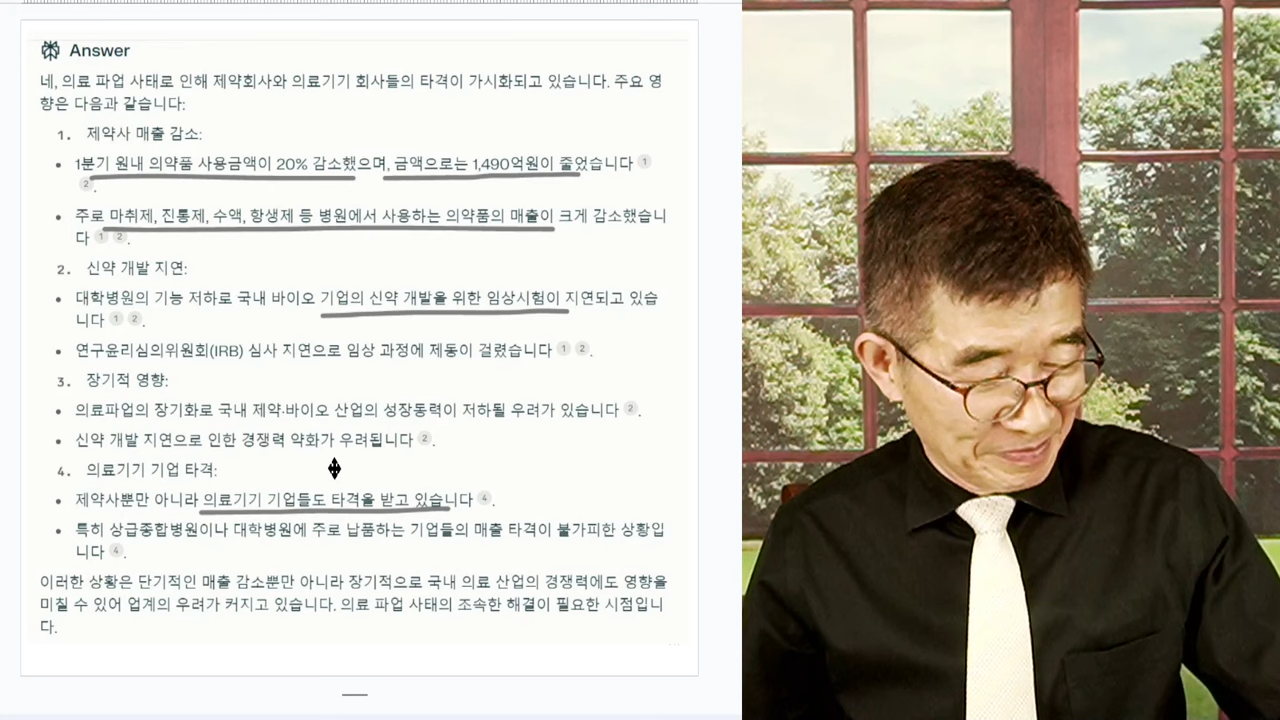 Answer
네, 의료 파업 사태로 인해 제약회사와 의료기기 회사들의 타격이 가시화되고 있습니다. 주요 영
향은 다음과 같습니다:
1. 제약사 매출 감소:
• 1분기 원내 의약품 사용금액이 20% 감소했으며, 금액으로는 1,490억원이 줄었습니다 1
2.
• 주로 마취제, 진통제, 수액, 항생제 등 병원에서 사용하는 의약품의 매출이 크게 감소했습니
다 1 2.
2. 신약 개발 지연:
• 대학병원의 기능 저하로 국내 바이오 기업의 신약 개발을 위한 임상시험이 지연되고 있습
니다 1 2.
• 연구윤리심의위원회(IRB) 심사 지연으로 임상 과정에 제동이 걸렸습니다 1 2.
3. 장기적 영향:
• 의료파업의 장기화로 국내 제약·바이오 산업의 성장동력이 저하될 우려가 있습니다 2.
• 신약 개발 지연으로 인한 경쟁력 약화가 우려됩니다 2.
4. 의료기기 기업 타격:
• 제약사뿐만 아니라 의료기기 기업들도 타격을 받고 있습니다 4.
• 특히 상급종합병원이나 대학병원에 주로 납품하는 기업들의 매출 타격이 불가피한 상황입
니다 4.
이러한 상황은 단기적인 매출 감소뿐만 아니라 장기적으로 국내 의료 산업의 경쟁력에도 영향을
미칠 수 있어 업계의 우려가 커지고 있습니다. 의료 파업 사태의 조속한 해결이 필요한 시점입니
다.